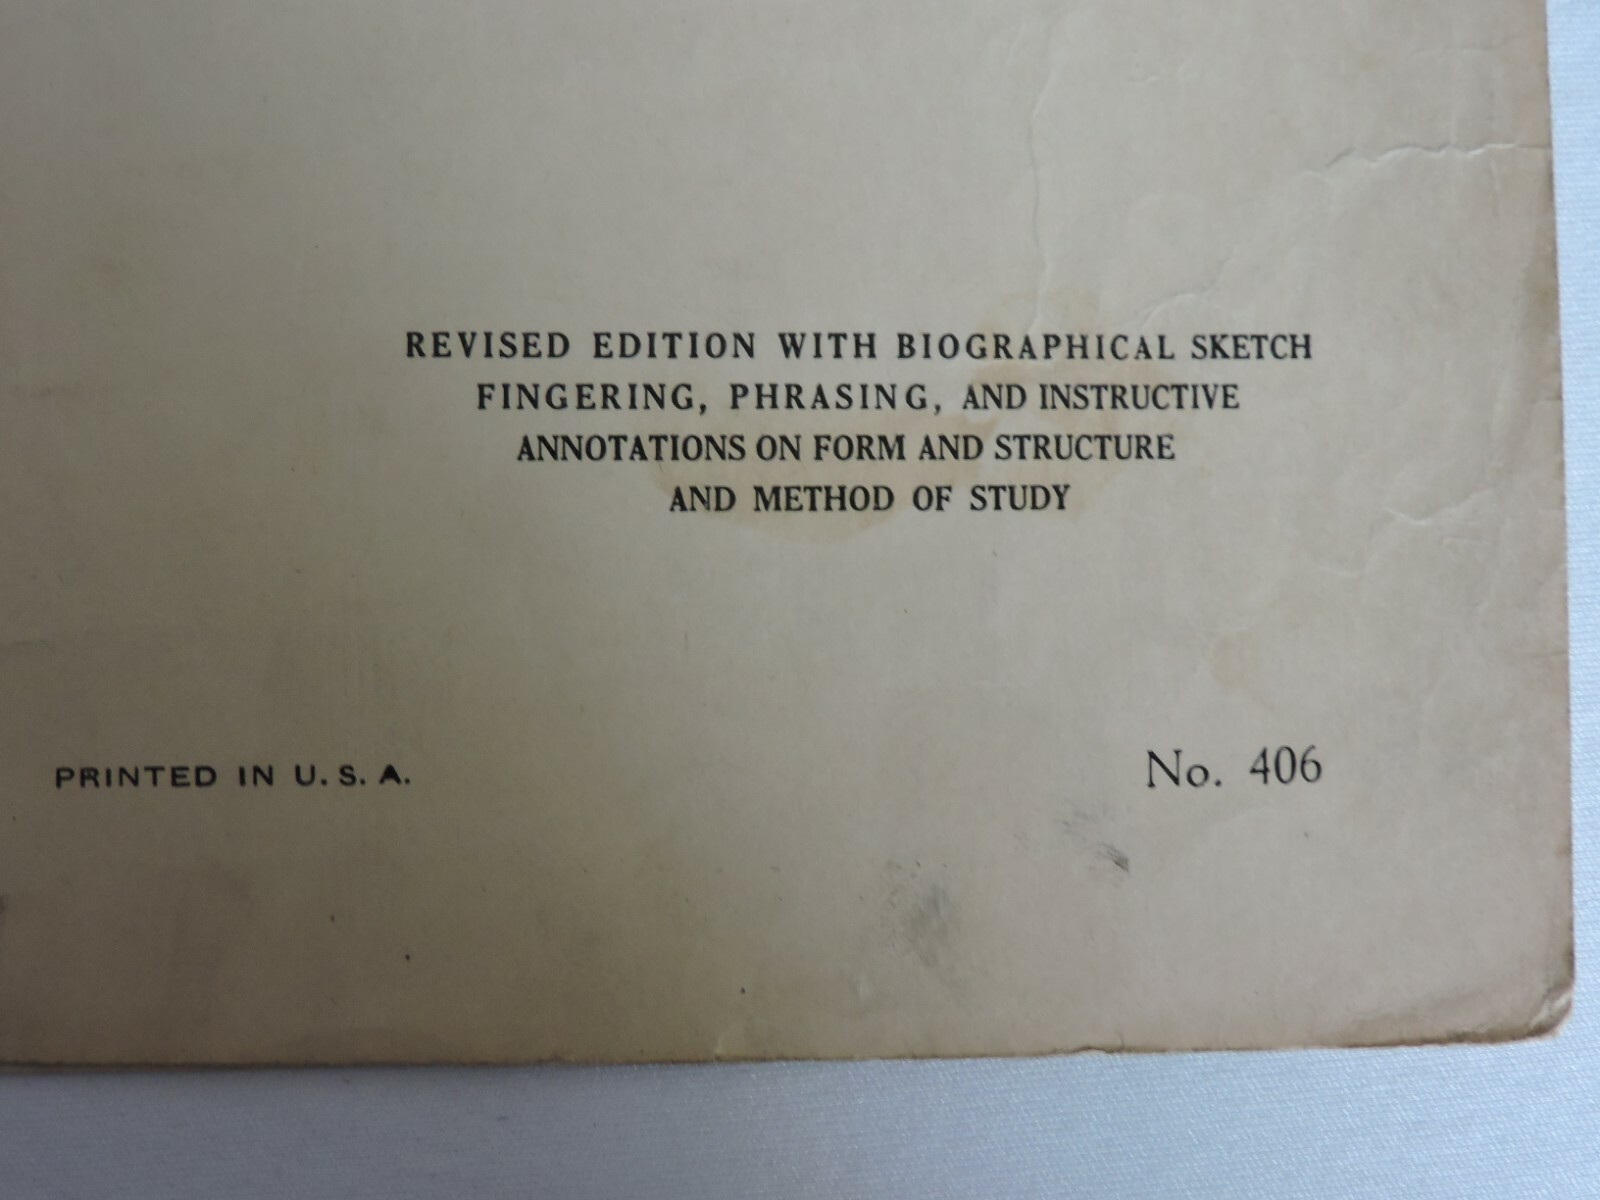 REVISED EDITION WITH BIOGRAPHICAL SKETCH
FINGERING, PHRASING, AND INSTRUCTIVE
ANNOTATIONS ON FORM AND STRUCTURE
AND METHOD OF STUDY
PRINTED IN U. S. A.
No. 406